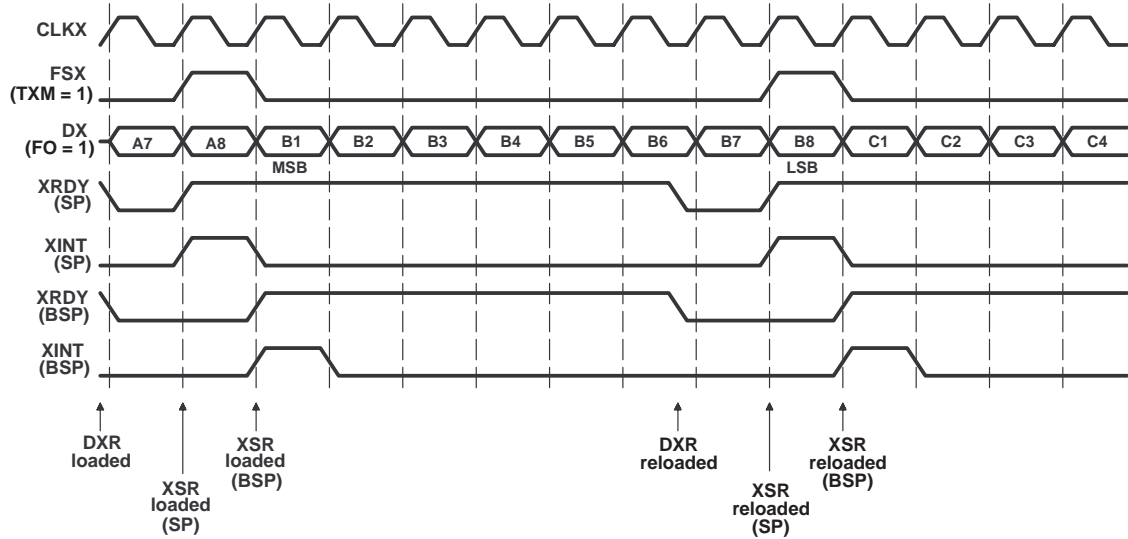 CLKX
FSX
(TXM = 1)
DX
(FO = 1)
A7 A8 B1 B2 B3 B4 B5 B6 B7 B8 C1 C2 C3 C4
MSB LSB
XRDY
(SP)
XINT
(SP)
XRDY
(BSP)
XINT
(BSP)
DXR
loaded
XSR
loaded
(SP)
XSR
loaded
(BSP)
DXR
reloaded
XSR
reloaded
(SP)
XSR
reloaded
(BSP)